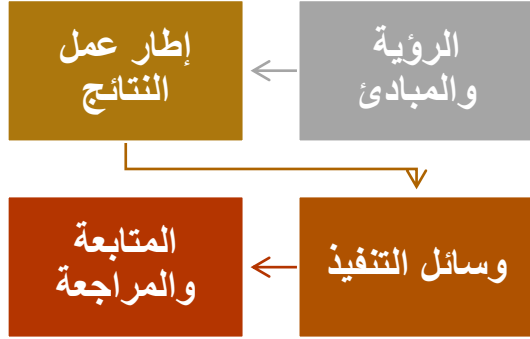 الرؤية
والمبادئ
إطار عمل
النتائج
وسائل التنفيذ
المتابعة
والمراجعة